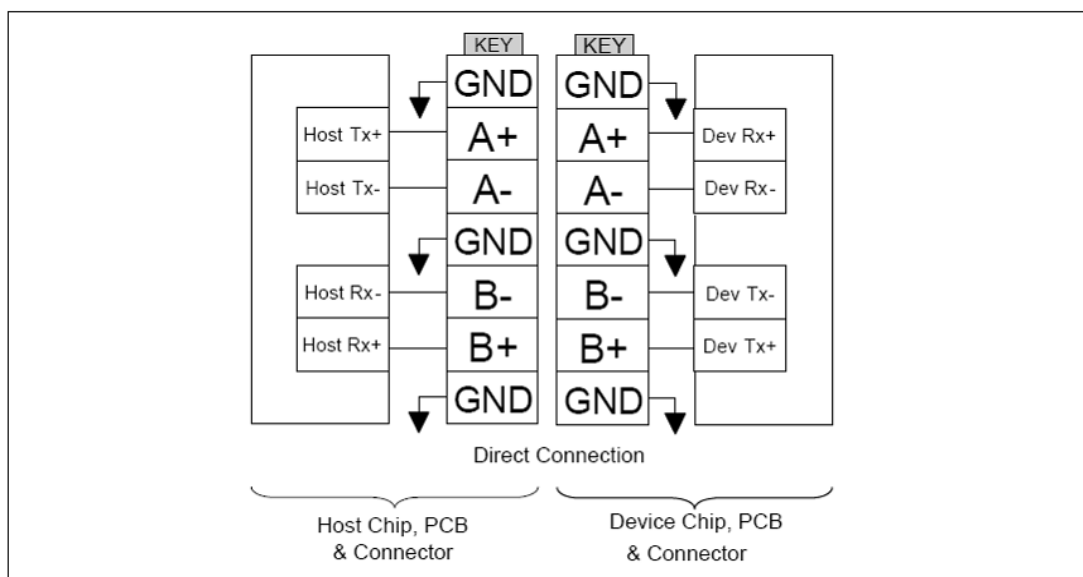 KEY KEY
GND GND
Host Tx+ A+ A+ Dev Rx+
Host Tx- A- A- Dev Rx-
GND GND
Host Rx- B- B- Dev Tx-
Host Rx+ B+ B+ Dev Tx+
GND GND
Direct Connection
Host Chip, PCB
& Connector
Device Chip, PCB
& Connector